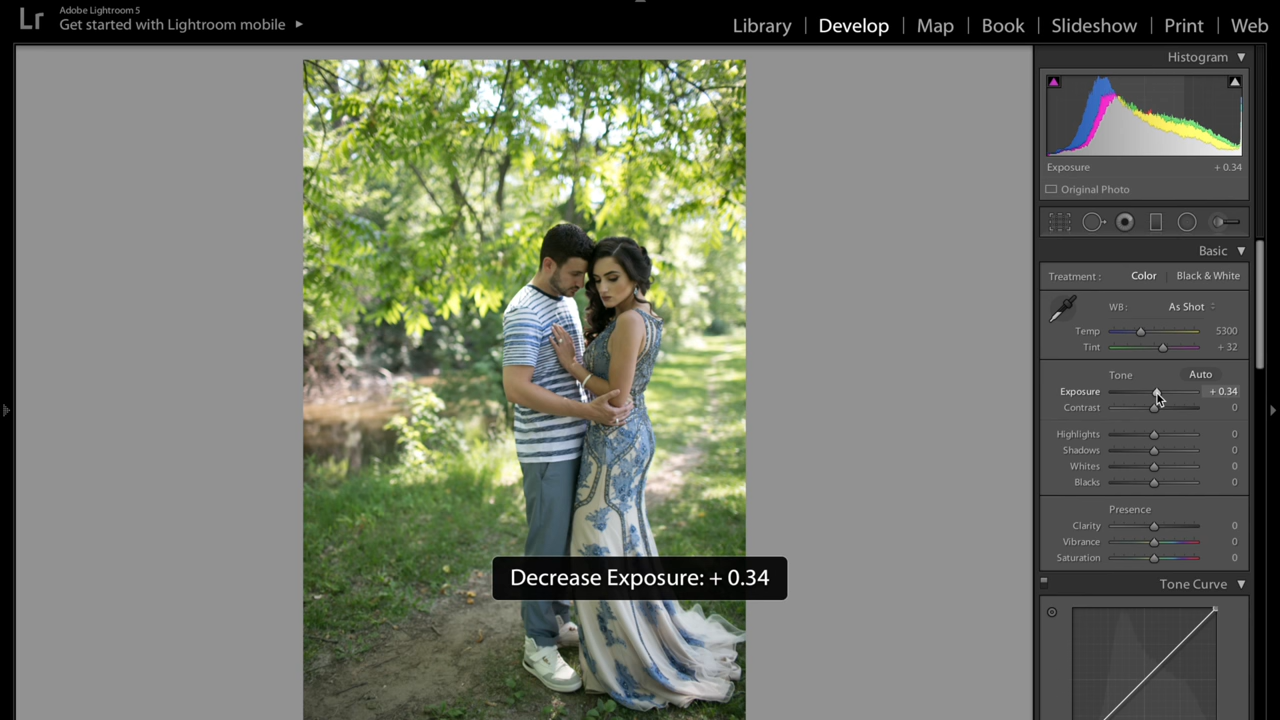 Lr
Adobe Lightroom 5
Get started with Lightroom mobile
Library | Develop | Map | Book | Slideshow | Print | Web
Histogram
Exposure + 0.34
Original Photo
Basic
Treatment : Color | Black & White
WB: As Shot
Temp 5300
Tint + 32
Tone Auto
Exposure + 0.34
Contrast 0
Highlights 0
Shadows 0
Whites 0
Blacks 0
Presence
Clarity 0
Vibrance 0
Saturation 0
Decrease Exposure: + 0.34
Tone Curve